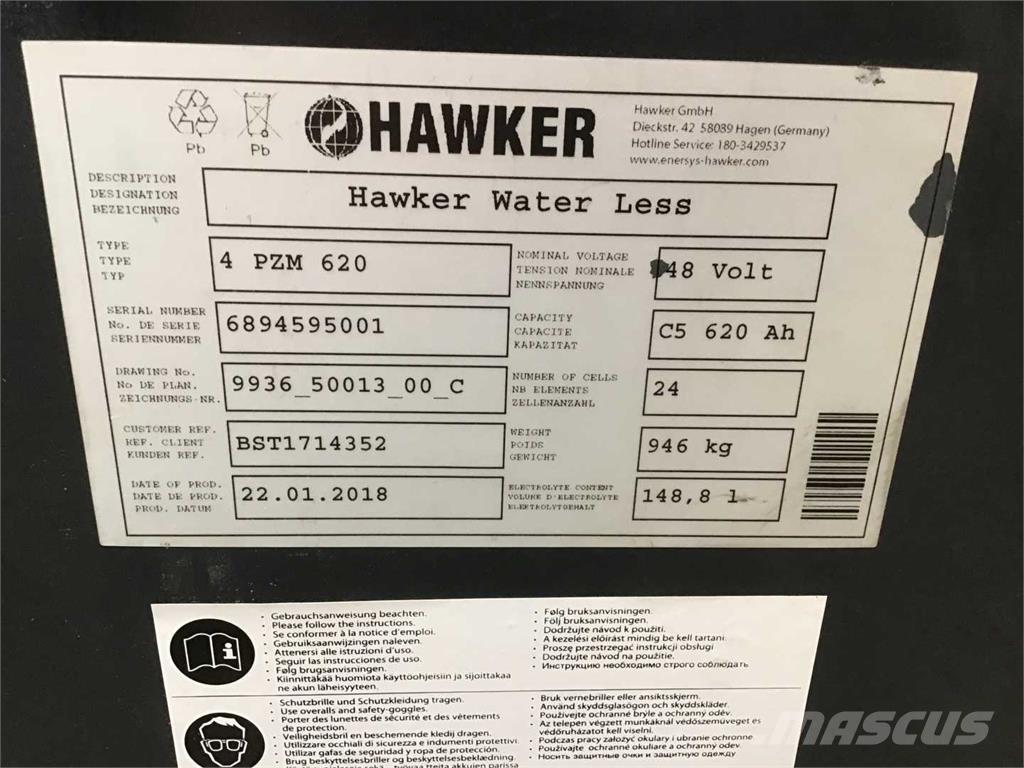 Pb
Pb
HAWKER
Hawker GmbH
Dieckstr. 42 58089 Hagen (Germany)
Hotline Service: 180-3429537
www.enersys-hawker.com
DESCRIPTION
DESIGNATION
BEZEICHNUNG
Hawker Water Less
TYPE
TYPE
TYP
4 PZM 620
NOMINAL VOLTAGE
TENSION NOMINALE
NENNSPANNUNG
48 Volt
SERIAL NUMBER
No. DE SERIE
SERIENNUMMER
6894595001
CAPACITY
CAPACITE
KAPAZITAT
C5 620 Ah
DRAWING No.
No DE PLAN.
ZEICHNUNGS-NR.
9936_50013_00_C
NUMBER OF CELLS
NB ELEMENTS
ZELLENANZAHL
24
CUSTOMER REF.
REF. CLIENT
KUNDEN REF.
BST1714352
WEIGHT
POIDS
GEWICHT
946 kg
DATE OF PROD.
DATE DE PROD.
PROD. DATUM
22.01.2018
ELECTROLYTE CONTENT
VOLUME D'ELECTROLYTE
ELEKTROLYTGEHALT
148,8 l
• Gebrauchsanweisung beachten.
• Please follow the instructions.
• Se conformer à la notice d'emploi.
• Gebruiksaanwijzingen naleven.
• Attenersi alle istruzioni d'uso.
• Seguir las instrucciones de uso.
• Følg brugsanvisningen.
• Kiinnittäkää huomiota käyttöohjeisiin ja sijoittakaa
ne akun läheisyyteen.
• Følg bruksanvisningen.
• Följ bruksanvisningen.
• Dodržujte návod k použití.
• A kezelési előírást mindig be kell tartani.
• Proszę przestrzegać instrukcji obsługi
• Dodržujte návod na použitie.
• Инструкцию необходимо строго соблюдать
• Schutzbrille und Schutzkleidung tragen.
• Use overalls and safety-goggles.
• Porter des lunettes de sécurité et des vêtements
de protection.
• Veiligheidsbril en beschermende kledij dragen.
• Utilizzare occhiali di sicurezza e indumenti protettivi.
• Utilizar gafas de seguridad y ropa de protección.
• Brug beskyttelsesbriller og beskyttelsesbeklædning.
• Bruk vernebriller eller ansiktsskjerm.
• Använd skyddsglasögon och skyddskläder.
• Používejte ochranné brýle a ochranný oděv.
• Az telepen végzett munkánál védőszemüveget és
védőruházatot kell viselni.
• Podczas pracy założyć okulary i ubranie ochronne
• Používajte ochranné okuliare a ochranný odev.
• Носить защитные очки и защитную одежду
MASCUS